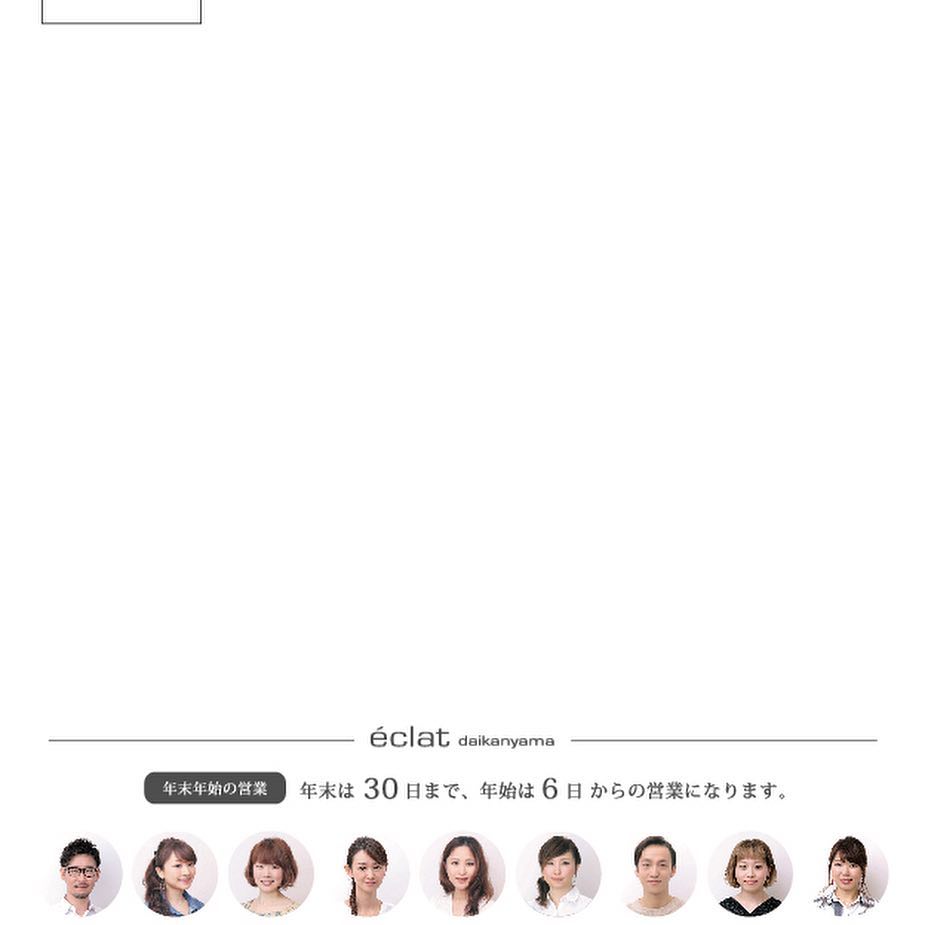 éclat daikanyama
年末年始の営業 年末は 30 日まで、年始は 6 日 からの営業になります。